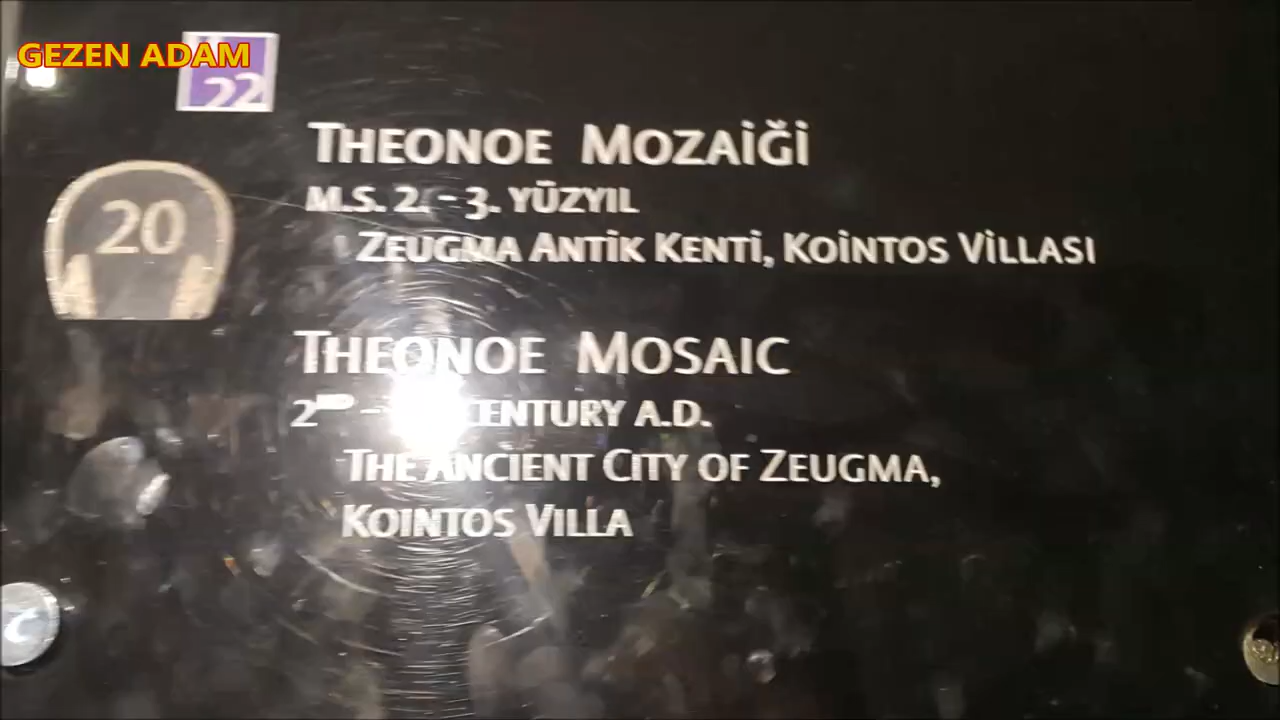 GEZEN ADAM
22
THEONOE MOZAİĞİ
M.S. 2. - 3. YÜZYIL
20
ZEUGMA ANTİK KENTİ, KOİNTOS VİLLASI
THEONOE MOSAIC
2ND - CENTURY A.D.
THE ANCIENT CITY OF ZEUGMA,
KOINTOS VILLA